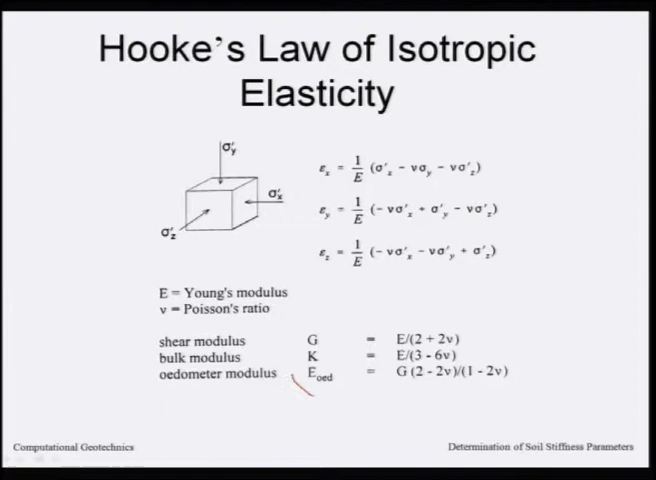 Hooke's Law of Isotropic
Elasticity
σ'y
σ'x
σ'z
εx = 1/E (σ'x − νσy − νσ'z)
εy = 1/E (− νσ'x + σ'y − νσ'z)
εz = 1/E (− νσ'x − νσ'y + σ'z)
E = Young's modulus
ν = Poisson's ratio
shear modulus G = E/(2 + 2ν)
bulk modulus K = E/(3 - 6ν)
oedometer modulus Eoed = G (2 - 2ν)/(1 - 2ν)
Computational Geotechnics Determination of Soil Stiffness Parameters